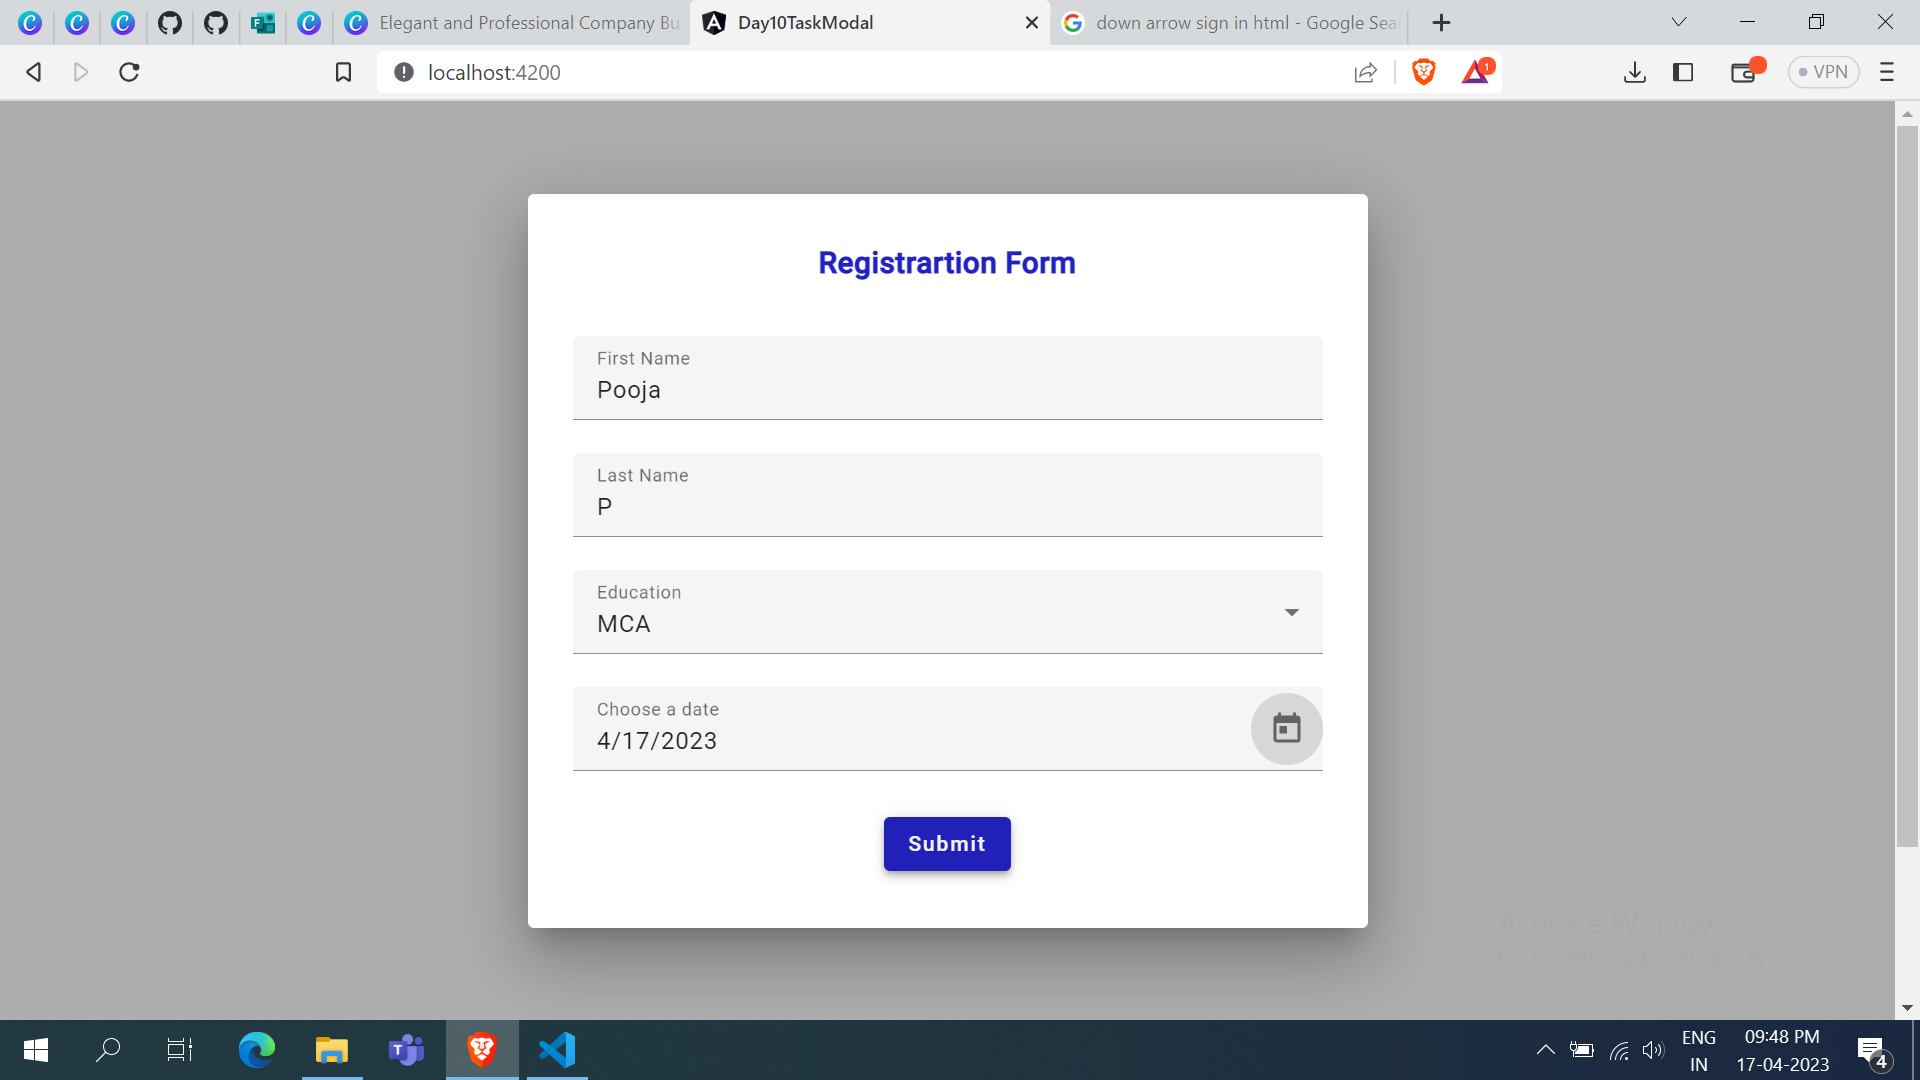 Elegant and Professional Company Bu
Day10TaskModal
down arrow sign in html - Google Sea
localhost:4200
1
VPN
Registrartion Form
First Name
Pooja
Last Name
P
Education
MCA
Choose a date
4/17/2023
Submit
Activate Windows
Go to Settings to activate Windows.
ENG
IN
09:48 PM
17-04-2023
4